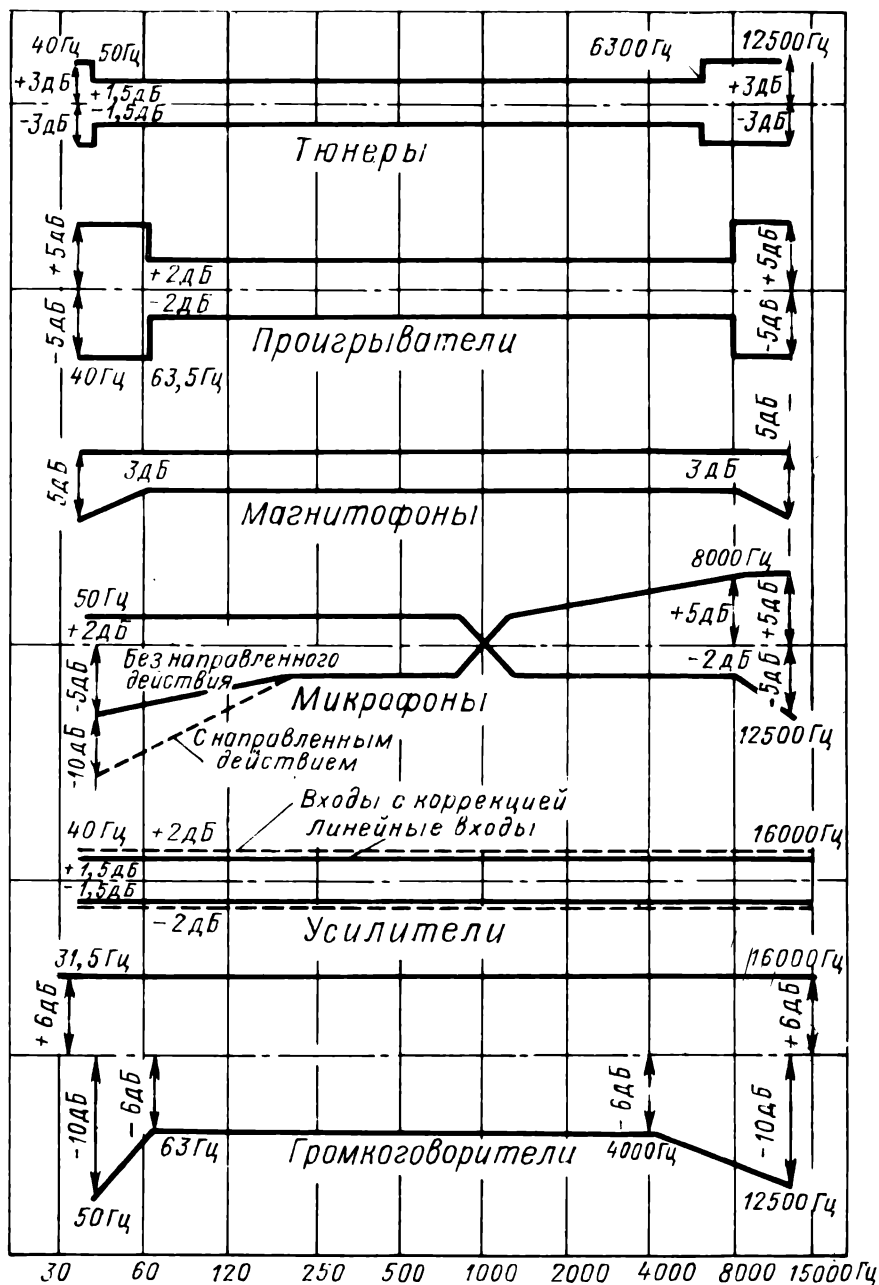 40Гц 50Гц 6300Гц 12500Гц
+3дБ +1,5дБ +3дБ
-3дБ -1,5дБ -3дБ
Тюнеры
+5дБ +2дБ +5дБ
-5дБ -2дБ -5дБ
Проигрыватели
40Гц 63,5Гц
5дБ
5дБ 3дБ 3дБ
Магнитофоны
8000Гц
50Гц
+2дБ +5дБ +5дБ
-5дБ Без направленного -2дБ -5дБ
действия
Микрофоны
-10дБ С направленным 12500Гц
действием
Входы с коррекцией
40Гц +2дБ Линейные входы 16000Гц
+1,5дБ
-1,5дБ
-2дБ Усилители
31,5Гц 16000Гц
+6дБ +6дБ
-10дБ -6дБ -6дБ -10дБ
63Гц Громкоговорители 4000Гц
50Гц 12500Гц
30 60 120 250 500 1000 2000 4000 8000 15000Гц